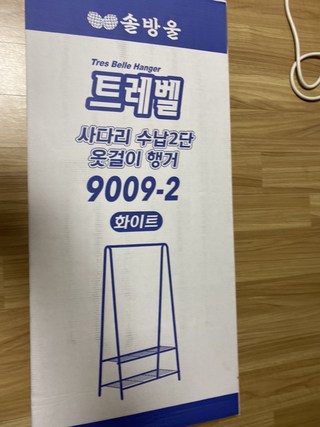 솔방울
Tres Belle Hanger
트레벨
사다리 수납2단
옷걸이 행거
9009-2
화이트